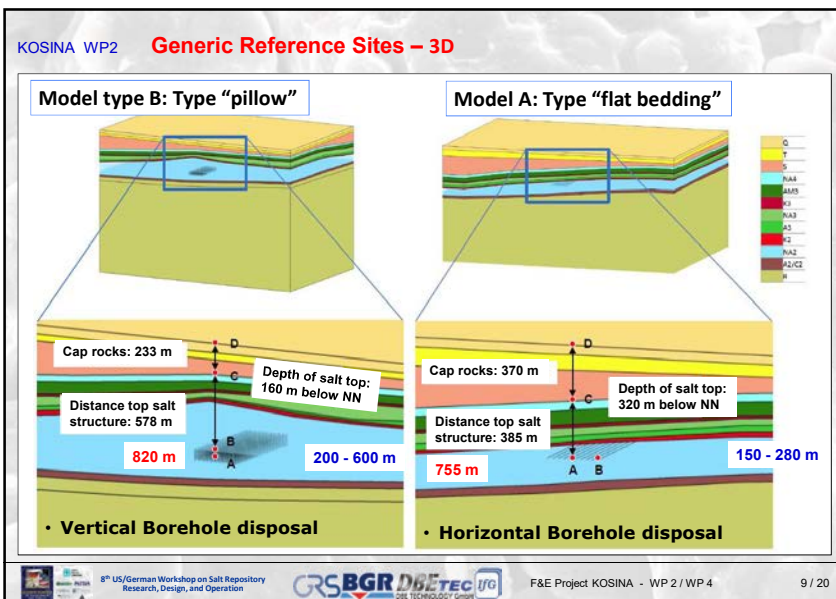 KOSINA WP2 Generic Reference Sites – 3D
Model type B: Type “pillow”
Model A: Type “flat bedding”
Q
T
S
NA4
AM3
K3
NA3
A3
K2
NA2
A2/C2
R
D
Cap rocks: 233 m
C
Depth of salt top:
160 m below NN
Distance top salt
structure: 578 m
B
820 m
A
200 - 600 m
• Vertical Borehole disposal
D
Cap rocks: 370 m
C
Depth of salt top:
320 m below NN
Distance top salt
structure: 385 m
755 m
A B
150 - 280 m
• Horizontal Borehole disposal
8th US/German Workshop on Salt Repository
Research, Design, and Operation
GRS BGR DBETEC IfG
DBE TECHNOLOGY GmbH
F&E Project KOSINA - WP 2 / WP 4
9 / 20